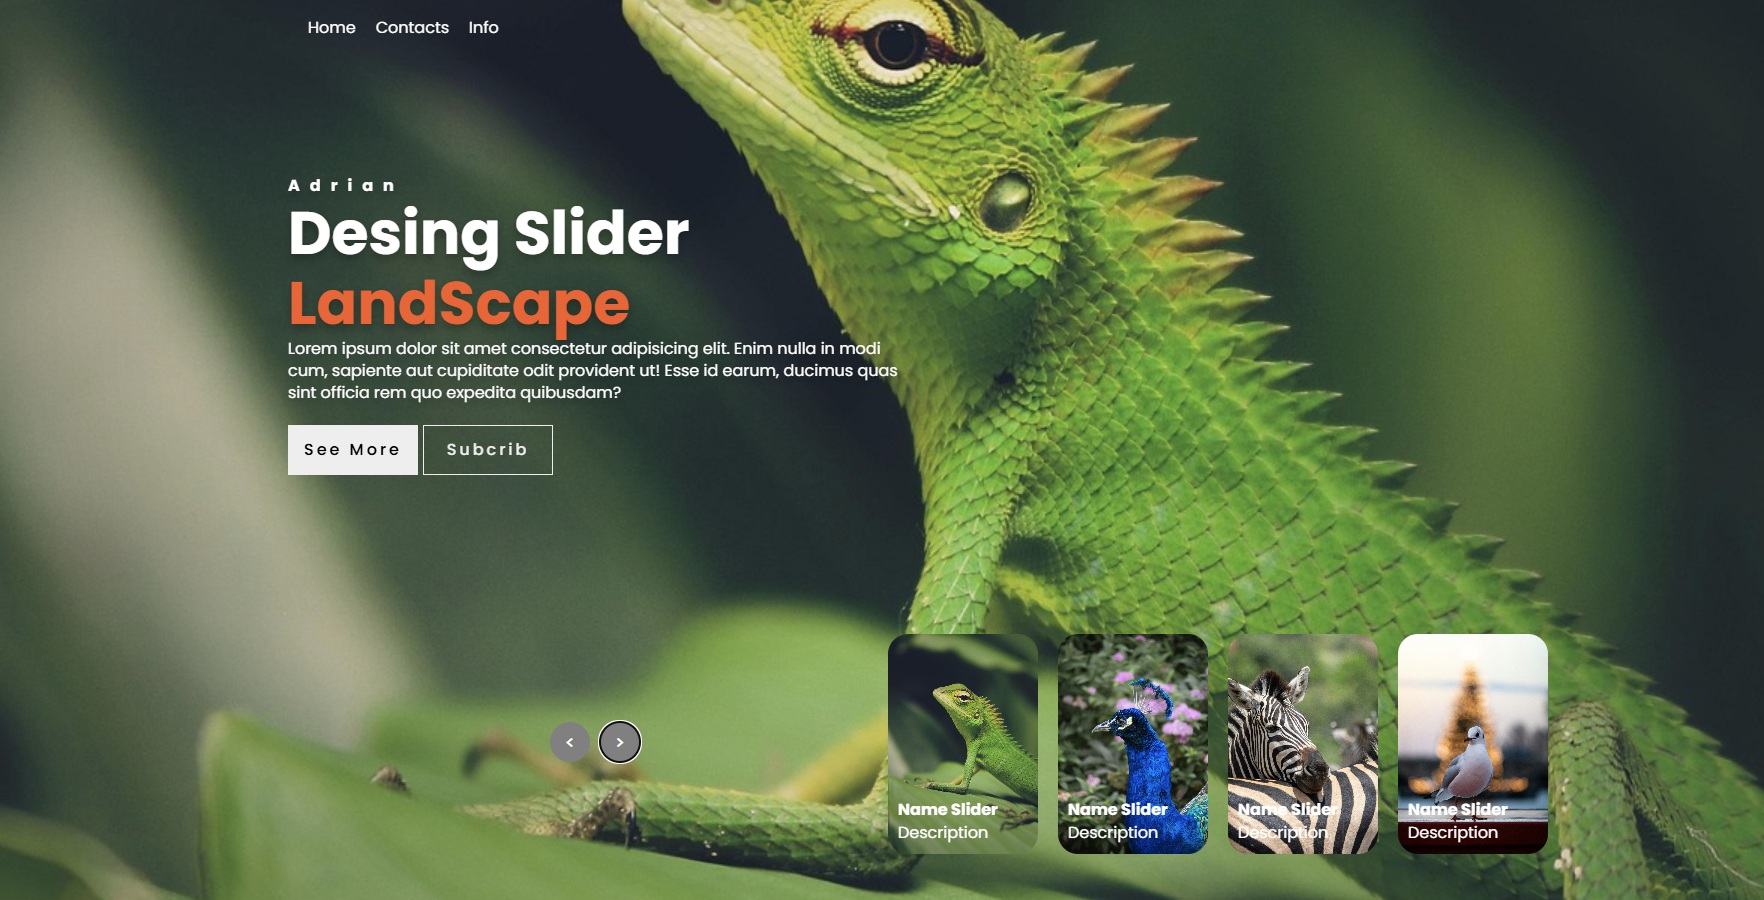 Home Contacts Info
Adrian
Desing Slider
LandScape
Lorem ipsum dolor sit amet consectetur adipisicing elit. Enim nulla in modi
cum, sapiente aut cupiditate odit provident ut! Esse id earum, ducimus quas
sint officia rem quo expedita quibusdam?
See More Subcrib
< >
Name Slider Name Slider Name Slider Name Slider
Description Description Description Description